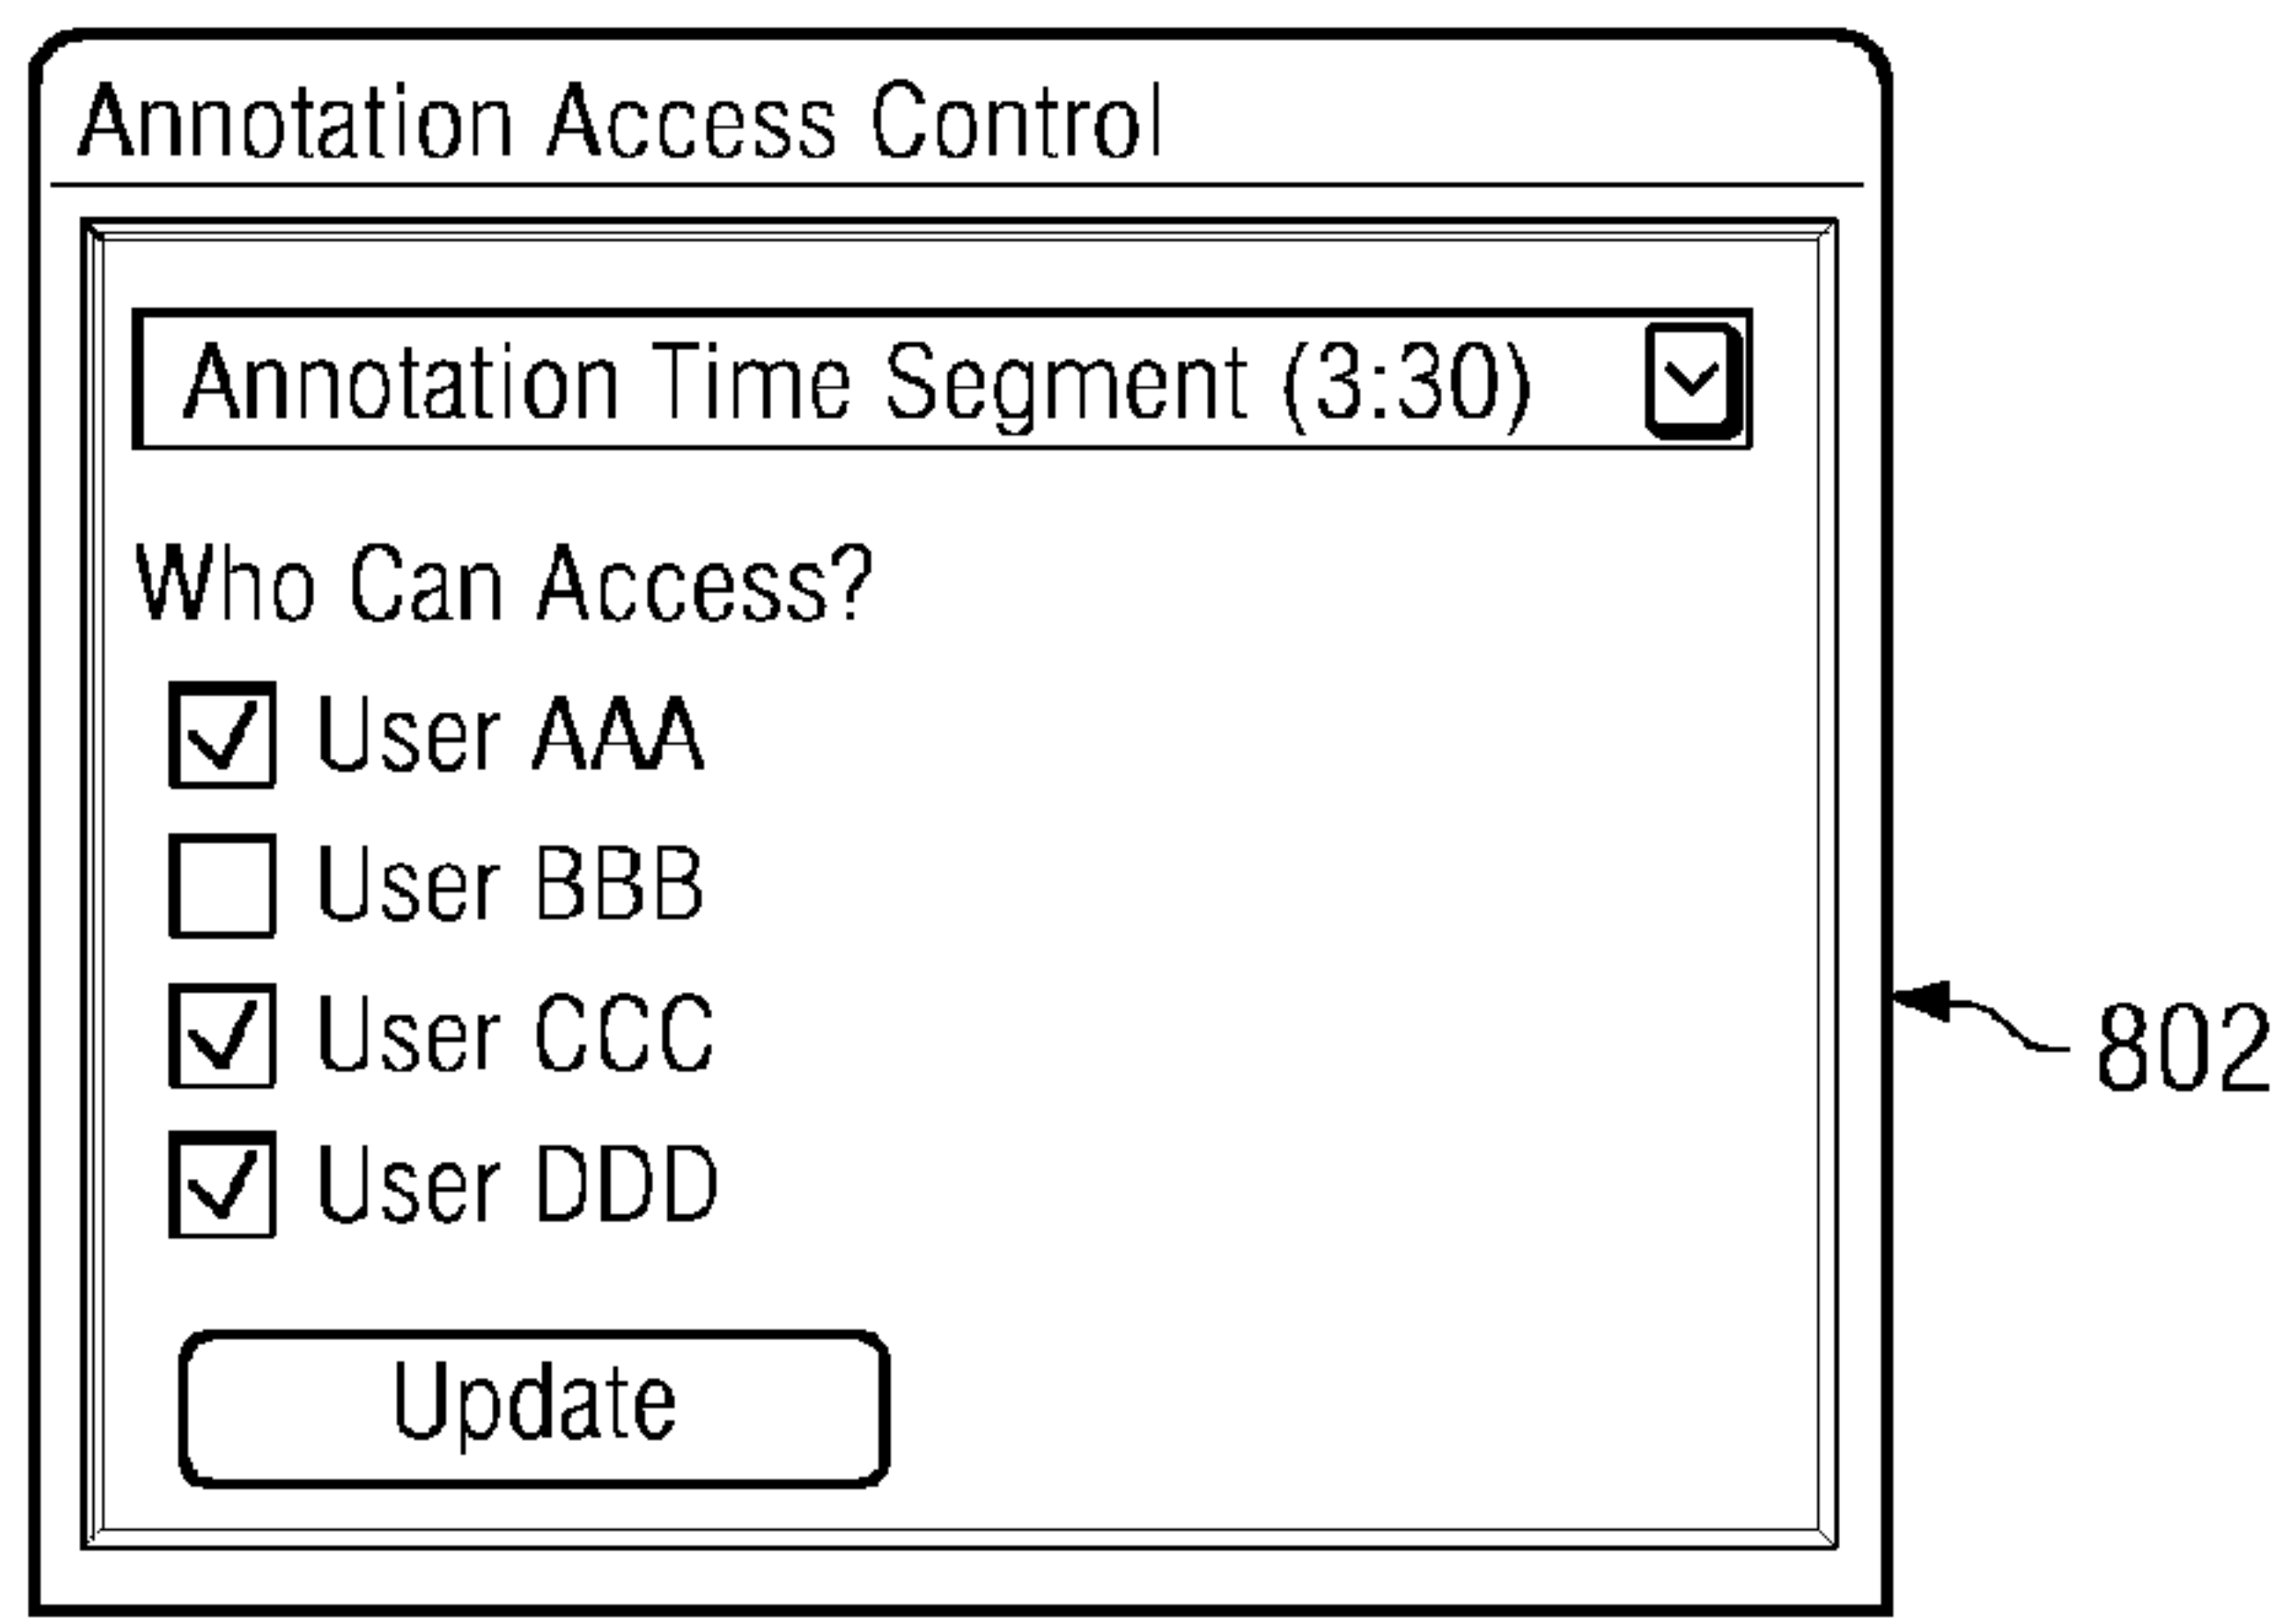 Annotation Access Control
Annotation Time Segment (3:30)
Who Can Access?
User AAA
User BBB
User CCC
User DDD
Update
802